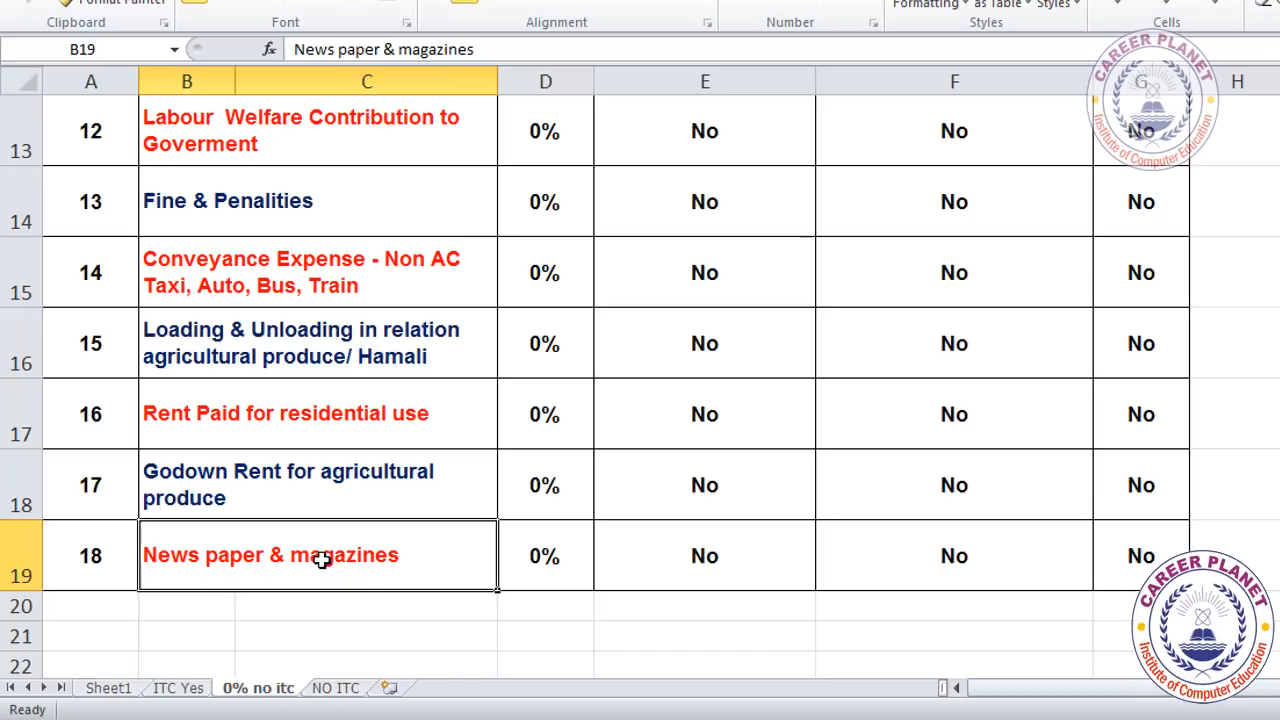 Format Painter
Formatting as Table Styles
Clipboard Font Alignment Number Styles Cells
B19 fx News paper & magazines
A B C D E F G H
13 12 Labour Welfare Contribution to
Goverment 0% No No No
14 13 Fine & Penalities 0% No No No
15 14 Conveyance Expense - Non AC
Taxi, Auto, Bus, Train 0% No No No
16 15 Loading & Unloading in relation
agricultural produce/ Hamali 0% No No No
17 16 Rent Paid for residential use 0% No No No
18 17 Godown Rent for agricultural
produce 0% No No No
19 18 News paper & magazines 0% No No No
20
21
22
Sheet1 ITC Yes 0% no itc NO ITC
Ready
CAREER PLANET
Institute of Computer Education
CAREER PLANET
Institute of Computer Education